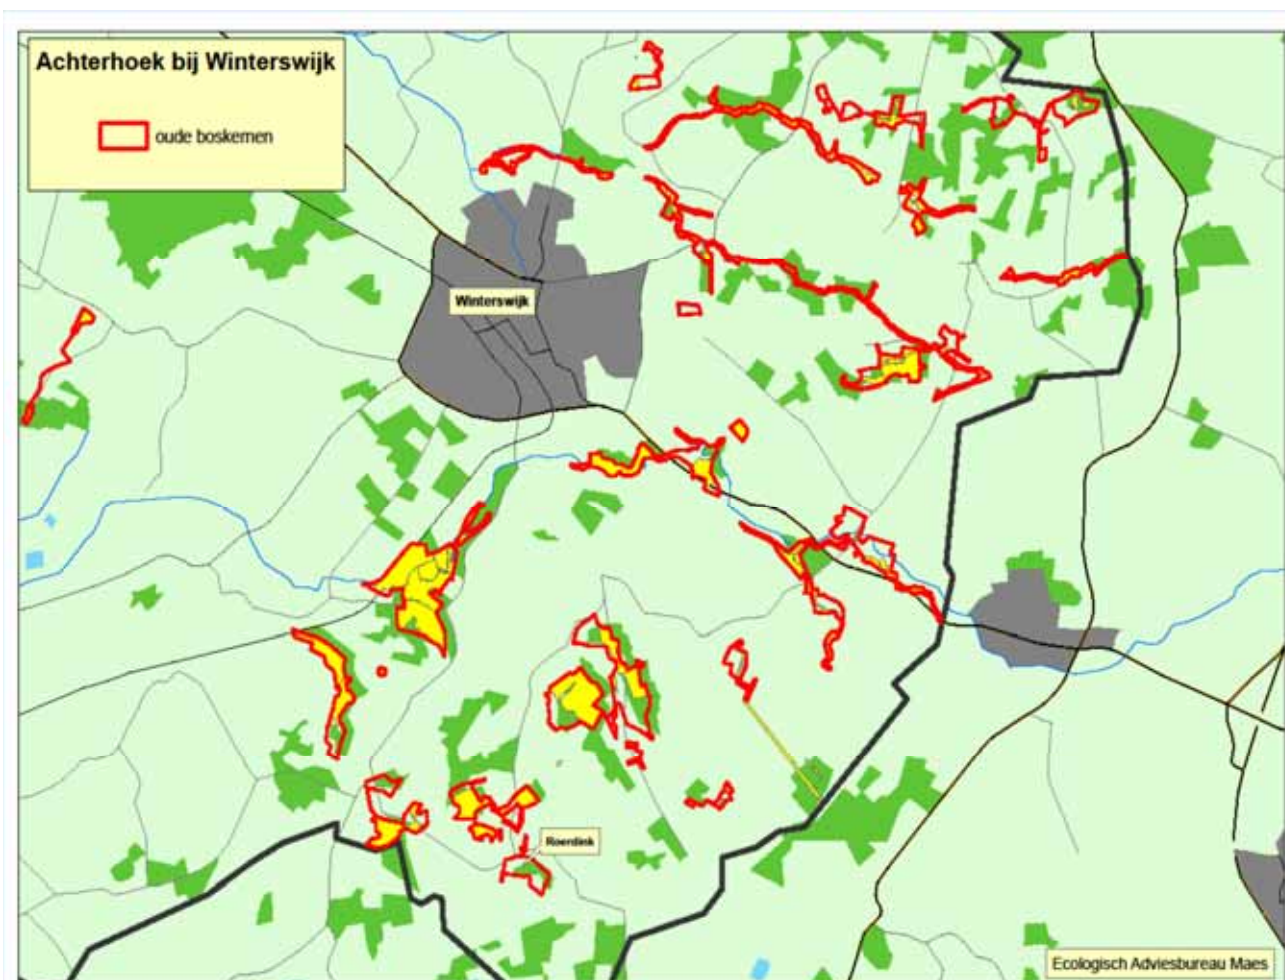 Achterhoek bij Winterswijk
oude boskernen
Winterswijk
Roerdink
Ecologisch Adviesbureau Maes